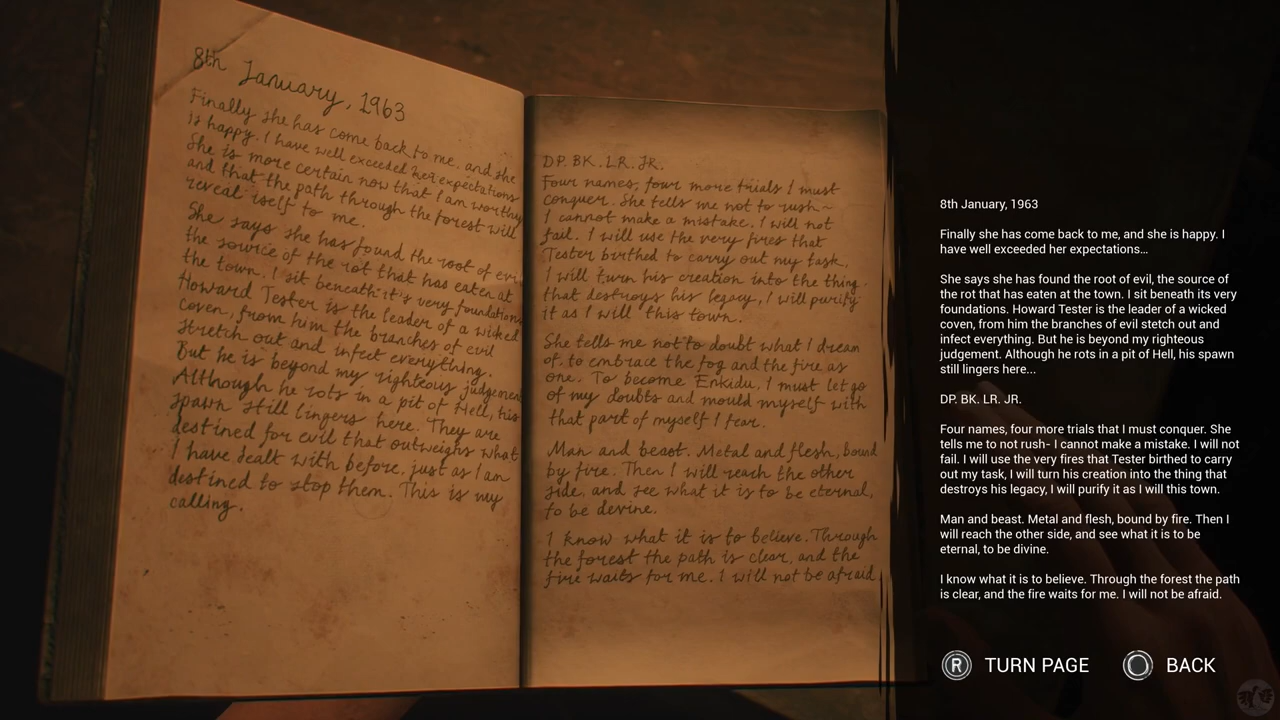 8th January, 1963
Finally she has come back to me, and she
is happy. I have well exceeded her expectations
She is more certain now that I am worthy
and that the path through the forest will
reveal iself to me.
She says she has found the root of evi
the source of the rot that has eaten at
the town. I sit beneath it's very foundations
Howard Tester is the leader of a wicked
coven, from him the branches of evil
stretch out and infect everything.
But he is beyond my righteous judgement
Although he rots in a pit of Hell, his
spawn still lingers here. They are
destined for evil that outweighs what
I have dealt with before, just as I am
destined to stop them. This is my
calling.
DP. BK. LR. JR.
Four names, four more trials I must
conquer. She tells me not to rush~
I cannot make a mistake. I will not
fail. I will use the very fires that
Tester birthed to carry out my task,
I will turn his creation into the thing
that destroys his legacy, I will purify
it as I will this town.
She tells me not to doubt what I dream
of, to embrace the fog and the fire as
one. To become Enkidu, I must let go
of my doubts and mould myself with
that part of myself I fear.
Man and beast. Metal and flesh, bound
by fire. Then I will reach the other
side, and see what it is to be eternal,
to be devine.
I know what it is to believe. Through
the forest the path is clear, and the
fire waits for me. I will not be afraid
8th January, 1963
Finally she has come back to me, and she is happy. I
have well exceeded her expectations...
She says she has found the root of evil, the source of
the rot that has eaten at the town. I sit beneath its very
foundations. Howard Tester is the leader of a wicked
coven, from him the branches of evil stetch out and
infect everything. But he is beyond my righteous
judgement. Although he rots in a pit of Hell, his spawn
still lingers here...
DP. BK. LR. JR.
Four names, four more trials that I must conquer. She
tells me to not rush- I cannot make a mistake. I will not
fail. I will use the very fires that Tester birthed to carry
out my task, I will turn his creation into the thing that
destroys his legacy, I will purify it as I will this town.
Man and beast. Metal and flesh, bound by fire. Then I
will reach the other side, and see what it is to be
eternal, to be divine.
I know what it is to believe. Through the forest the path
is clear, and the fire waits for me. I will not be afraid.
R TURN PAGE
BACK